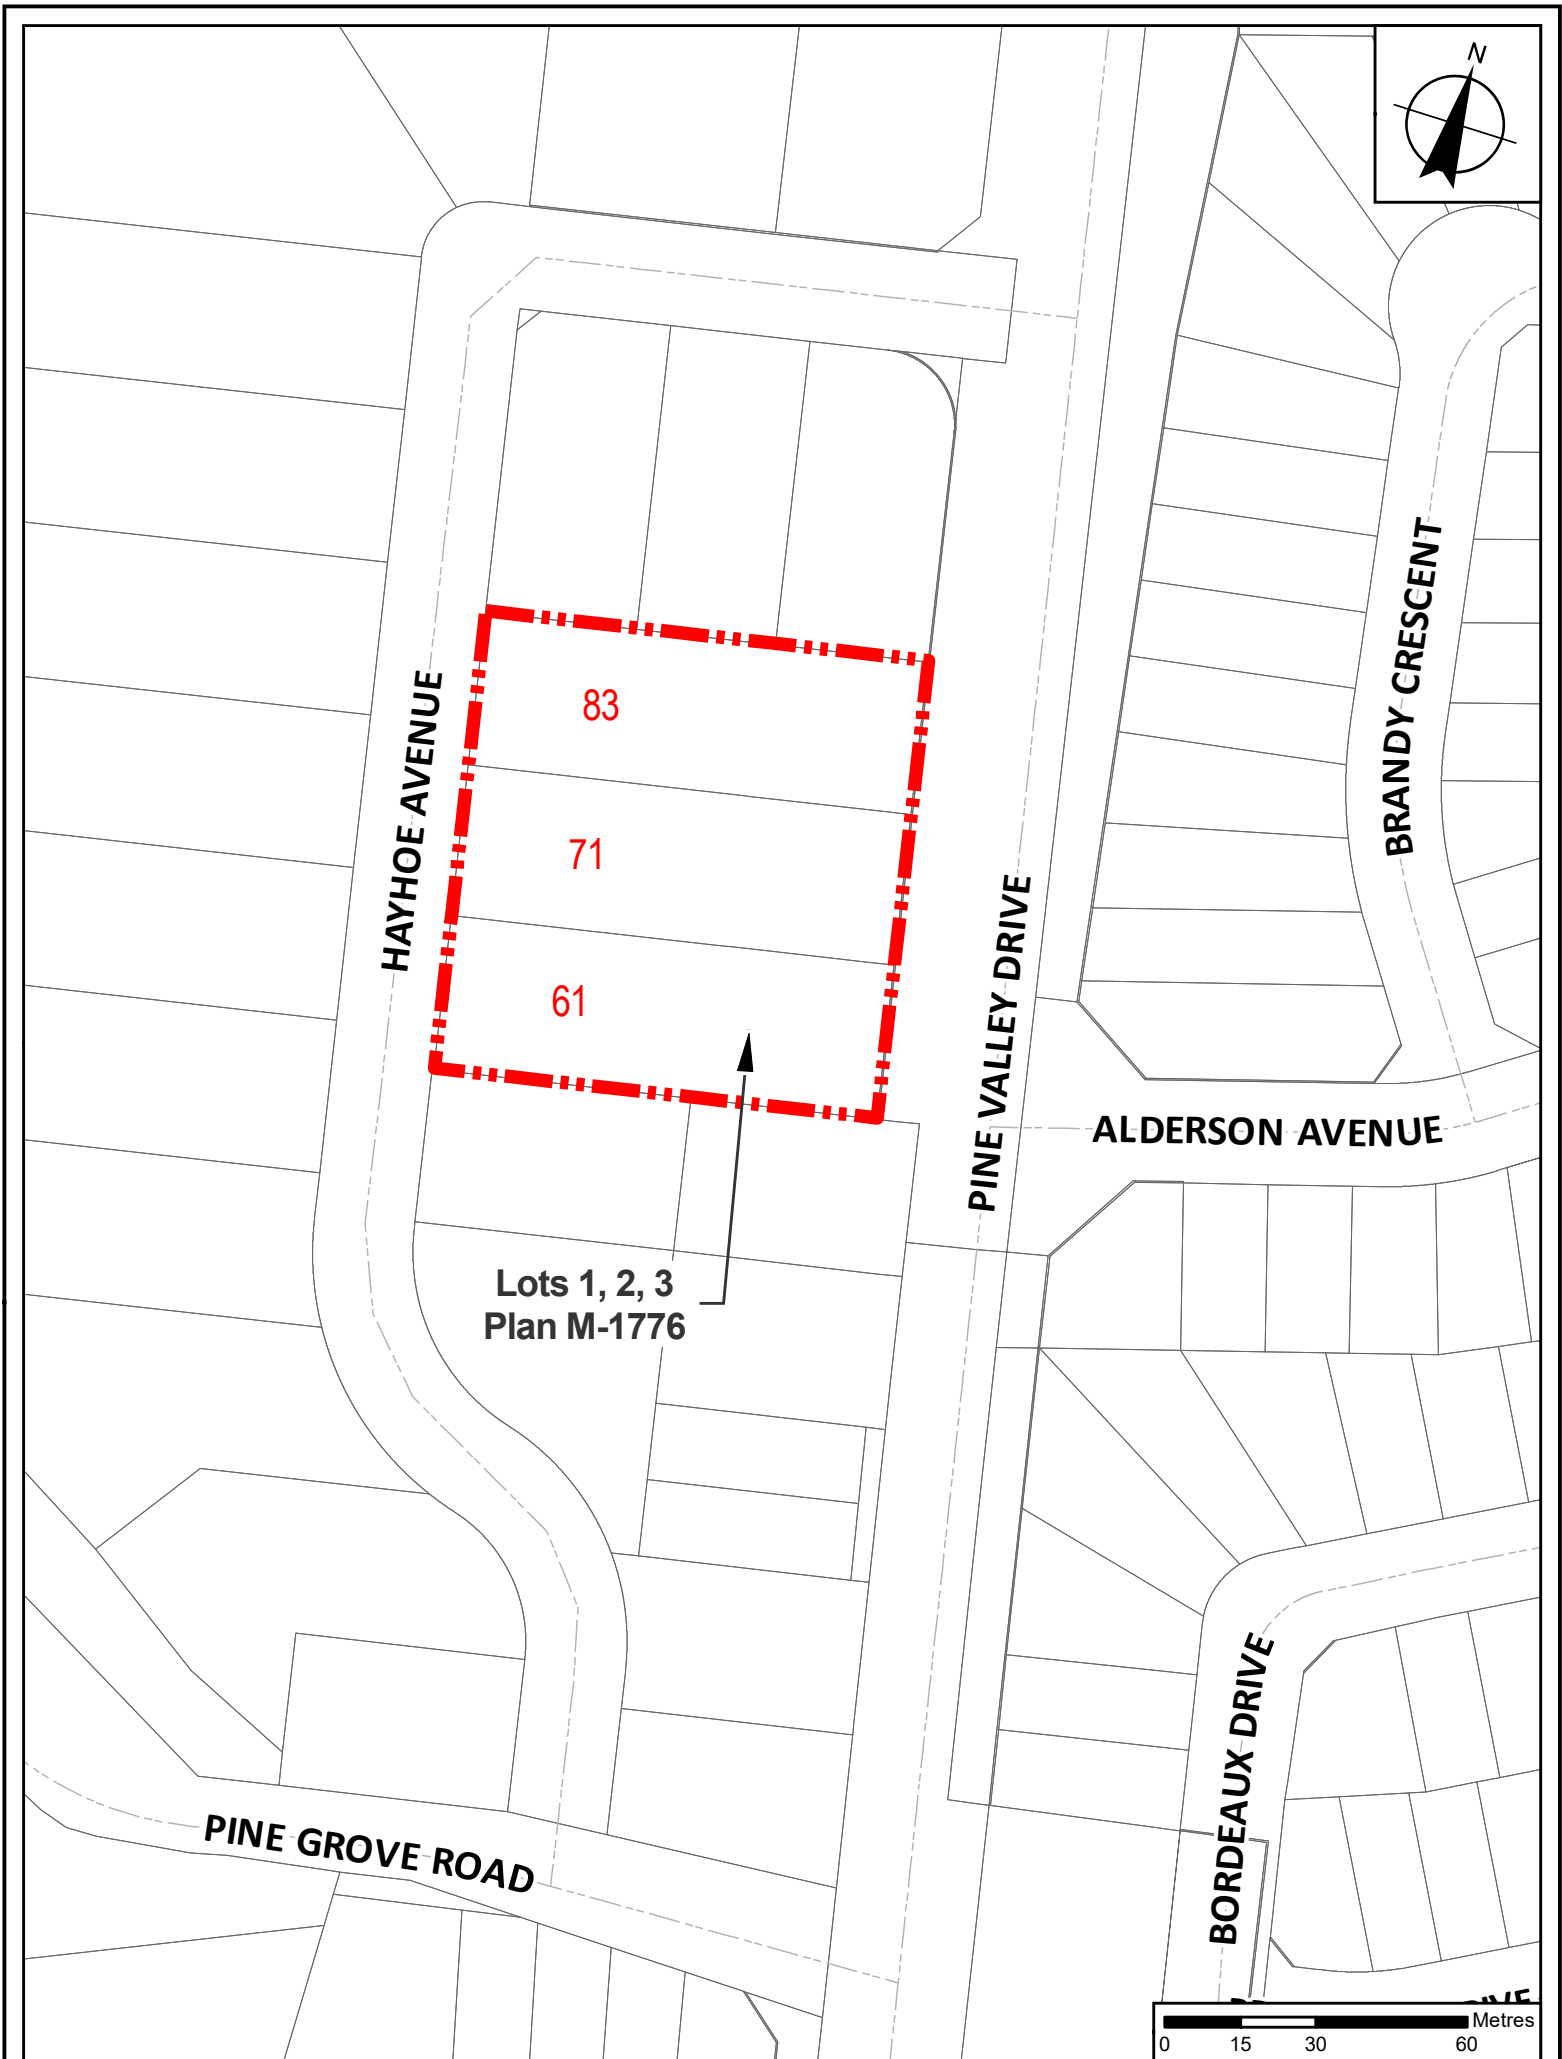 N
83
HAYHOE AVENUE
BRANDY CRESCENT
71
61
PINE VALLEY DRIVE
ALDERSON AVENUE
Lots 1, 2, 3
Plan M-1776
BORDEAUX DRIVE
PINE GROVE ROAD
Metres
0 15 30 60